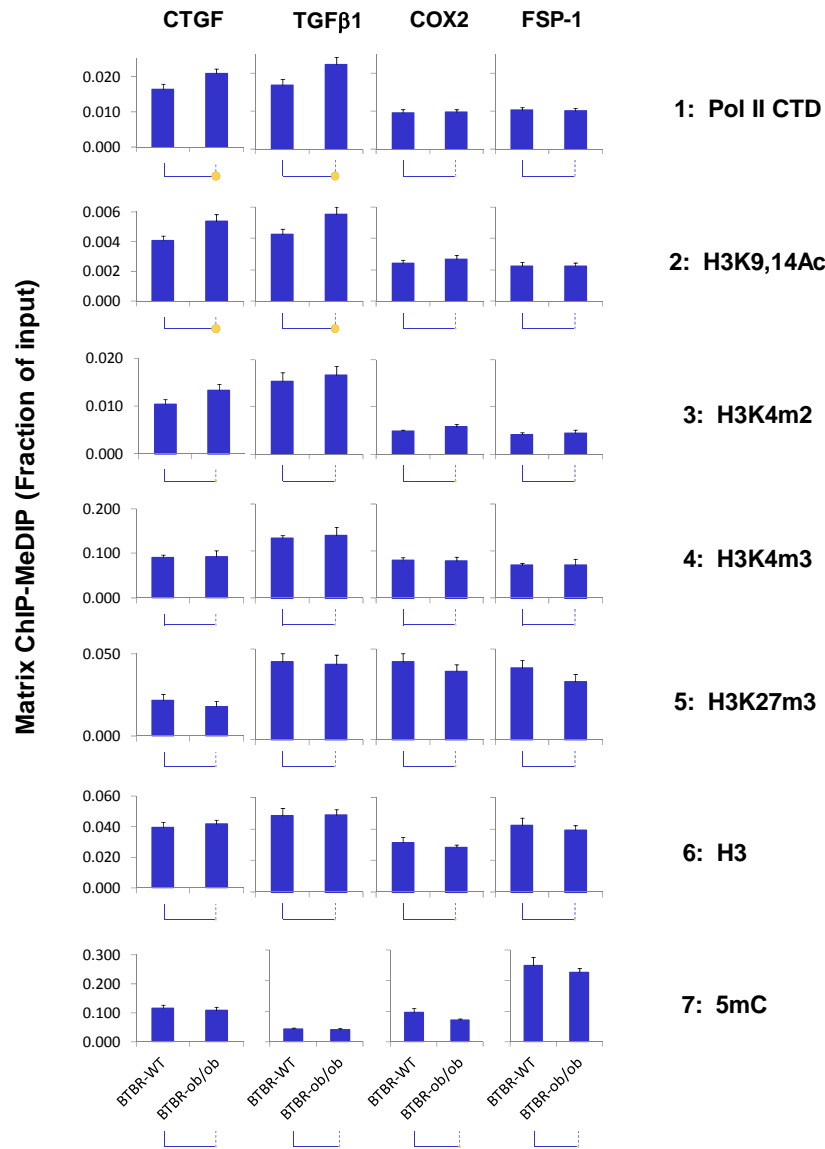 CTGF TGFβ1 COX2 FSP-1
0.020
0.010
0.000
1: Pol II CTD
0.006
0.004
0.002
0.000
2: H3K9,14Ac
0.020
0.010
0.000
3: H3K4m2
0.200
0.100
0.000
4: H3K4m3
0.050
0.000
5: H3K27m3
0.060
0.040
0.020
0.000
6: H3
0.300
0.200
0.100
0.000
7: 5mC
Matrix ChIP-MeDIP (Fraction of input)
BTBR-WT BTBR-ob/ob BTBR-WT BTBR-ob/ob BTBR-WT BTBR-ob/ob BTBR-WT BTBR-ob/ob